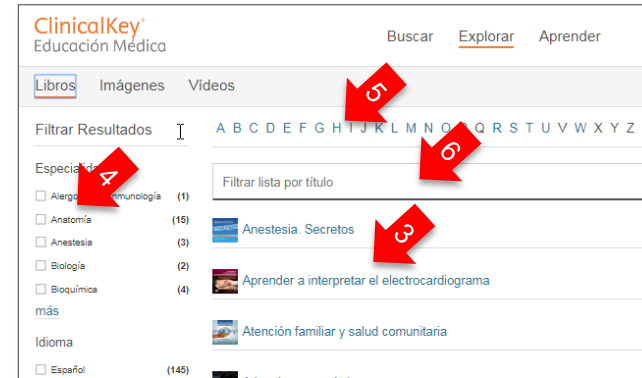 ClinicalKey®
Educación Médica
Buscar Explorar Aprender
Libros Imágenes Vídeos
5
Filtrar Resultados
A B C D E F G H I J K L M N O Q R S T U V W X Y Z
6
Filtrar lista por título
4
Alergo nmunología (1)
Anatomía (15)
Anestesia (3)
Biología (2)
Bioquímica (4)
más
Idioma
Español (145)
Anestesia. Secretos
3
Aprender a interpretar el electrocardiograma
Atención familiar y salud comunitaria